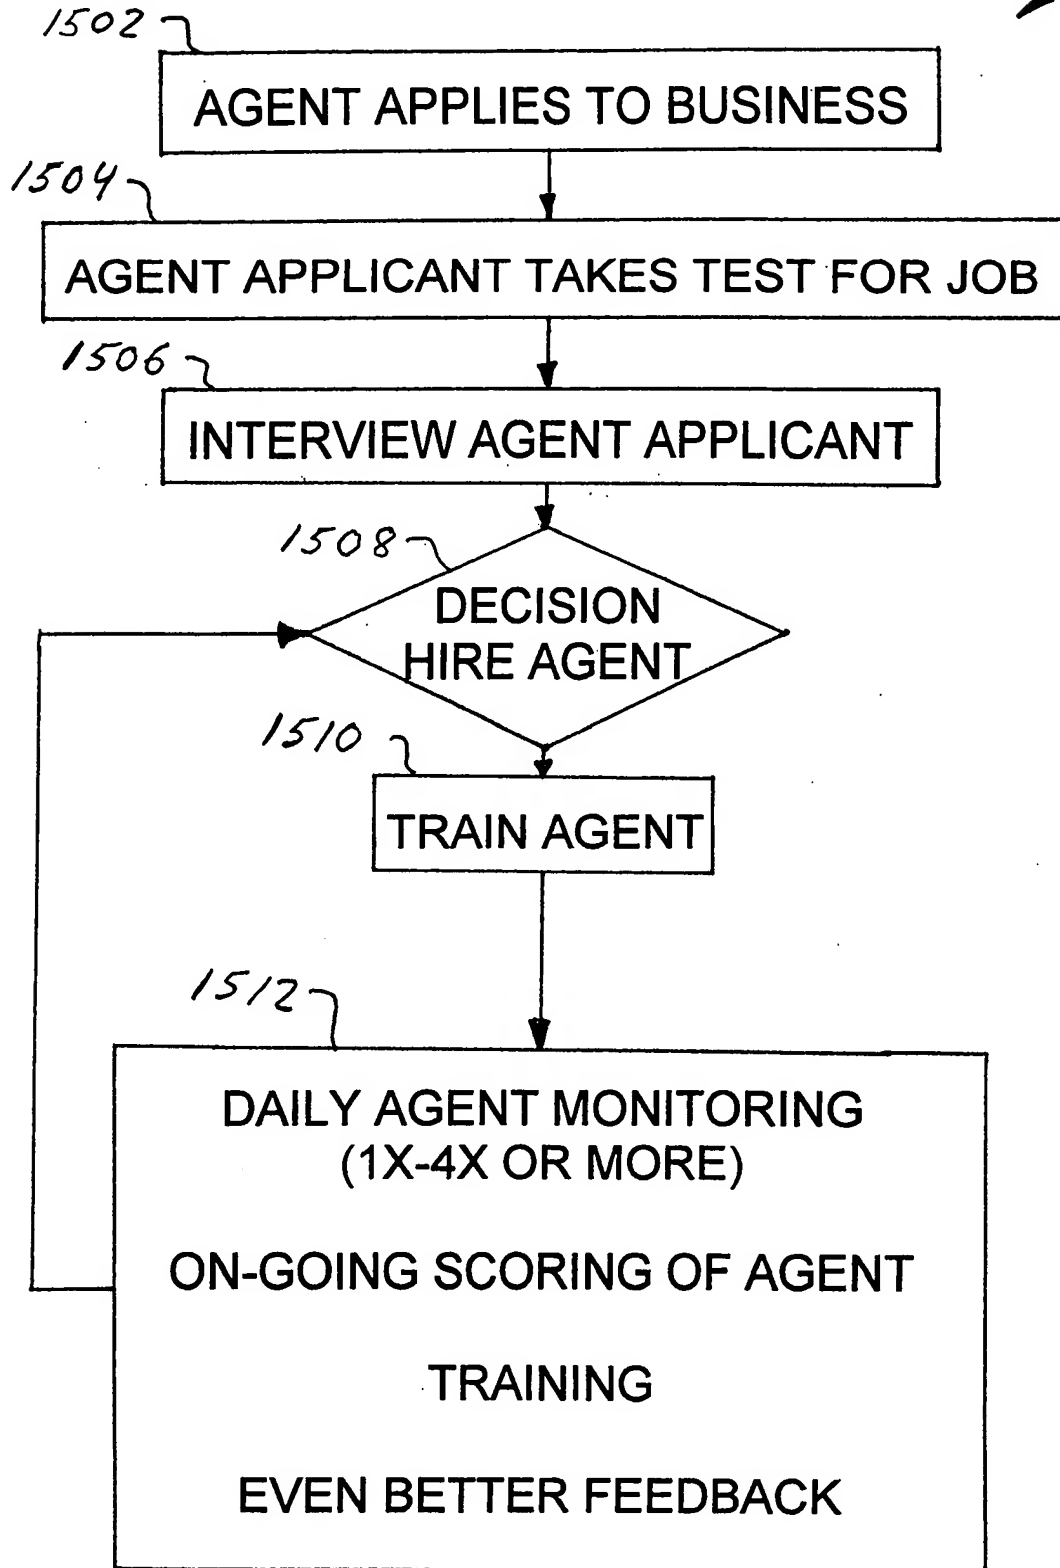 1502
AGENT APPLIES TO BUSINESS
1504
AGENT APPLICANT TAKES TEST FOR JOB
1506
INTERVIEW AGENT APPLICANT
1508
DECISION
HIRE AGENT
1510
TRAIN AGENT
1512
DAILY AGENT MONITORING
(1X-4X OR MORE)
ON-GOING SCORING OF AGENT
TRAINING
EVEN BETTER FEEDBACK